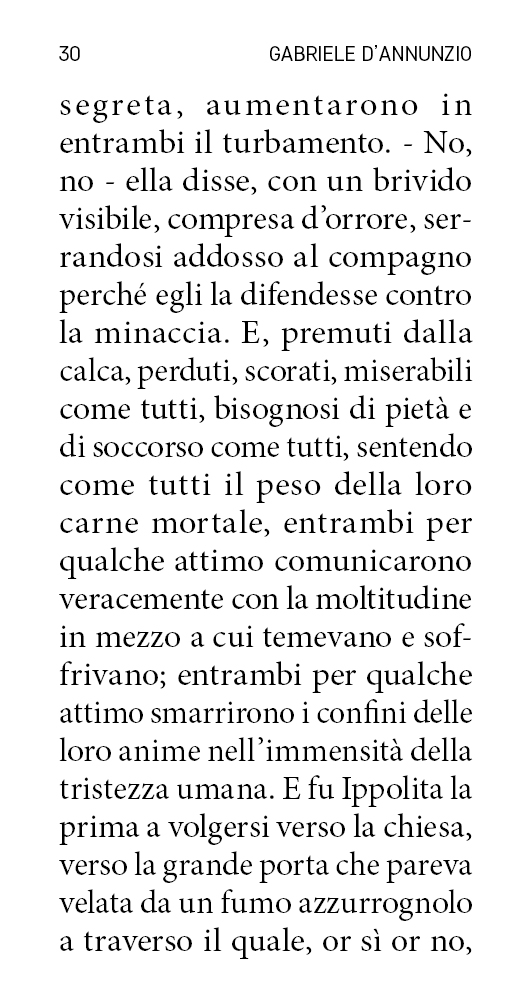 30 GABRIELE D’ANNUNZIO
segreta, aumentarono in
entrambi il turbamento. - No,
no - ella disse, con un brivido
visibile, compresa d’orrore, ser-
randosi addosso al compagno
perché egli la difendesse contro
la minaccia. E, premuti dalla
calca, perduti, scorati, miserabili
come tutti, bisognosi di pietà e
di soccorso come tutti, sentendo
come tutti il peso della loro
carne mortale, entrambi per
qualche attimo comunicarono
veracemente con la moltitudine
in mezzo a cui temevano e sof-
frivano; entrambi per qualche
attimo smarrirono i confini delle
loro anime nell’immensità della
tristezza umana. E fu Ippolita la
prima a volgersi verso la chiesa,
verso la grande porta che pareva
velata da un fumo azzurrognolo
a traverso il quale, or sì or no,